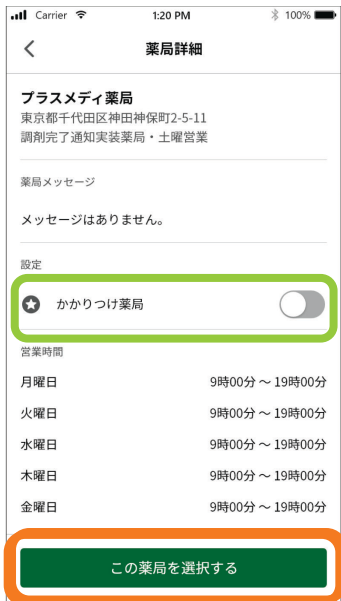 Carrier 1:20 PM 100%
薬局詳細
プラスメディ薬局
東京都千代田区神田神保町2-5-11
調剤完了通知実装薬局・土曜営業
薬局メッセージ
メッセージはありません。
設定
かかりつけ薬局
営業時間
月曜日 9時00分 ～ 19時00分
火曜日 9時00分 ～ 19時00分
水曜日 9時00分 ～ 19時00分
木曜日 9時00分 ～ 19時00分
金曜日 9時00分 ～ 19時00分
この薬局を選択する